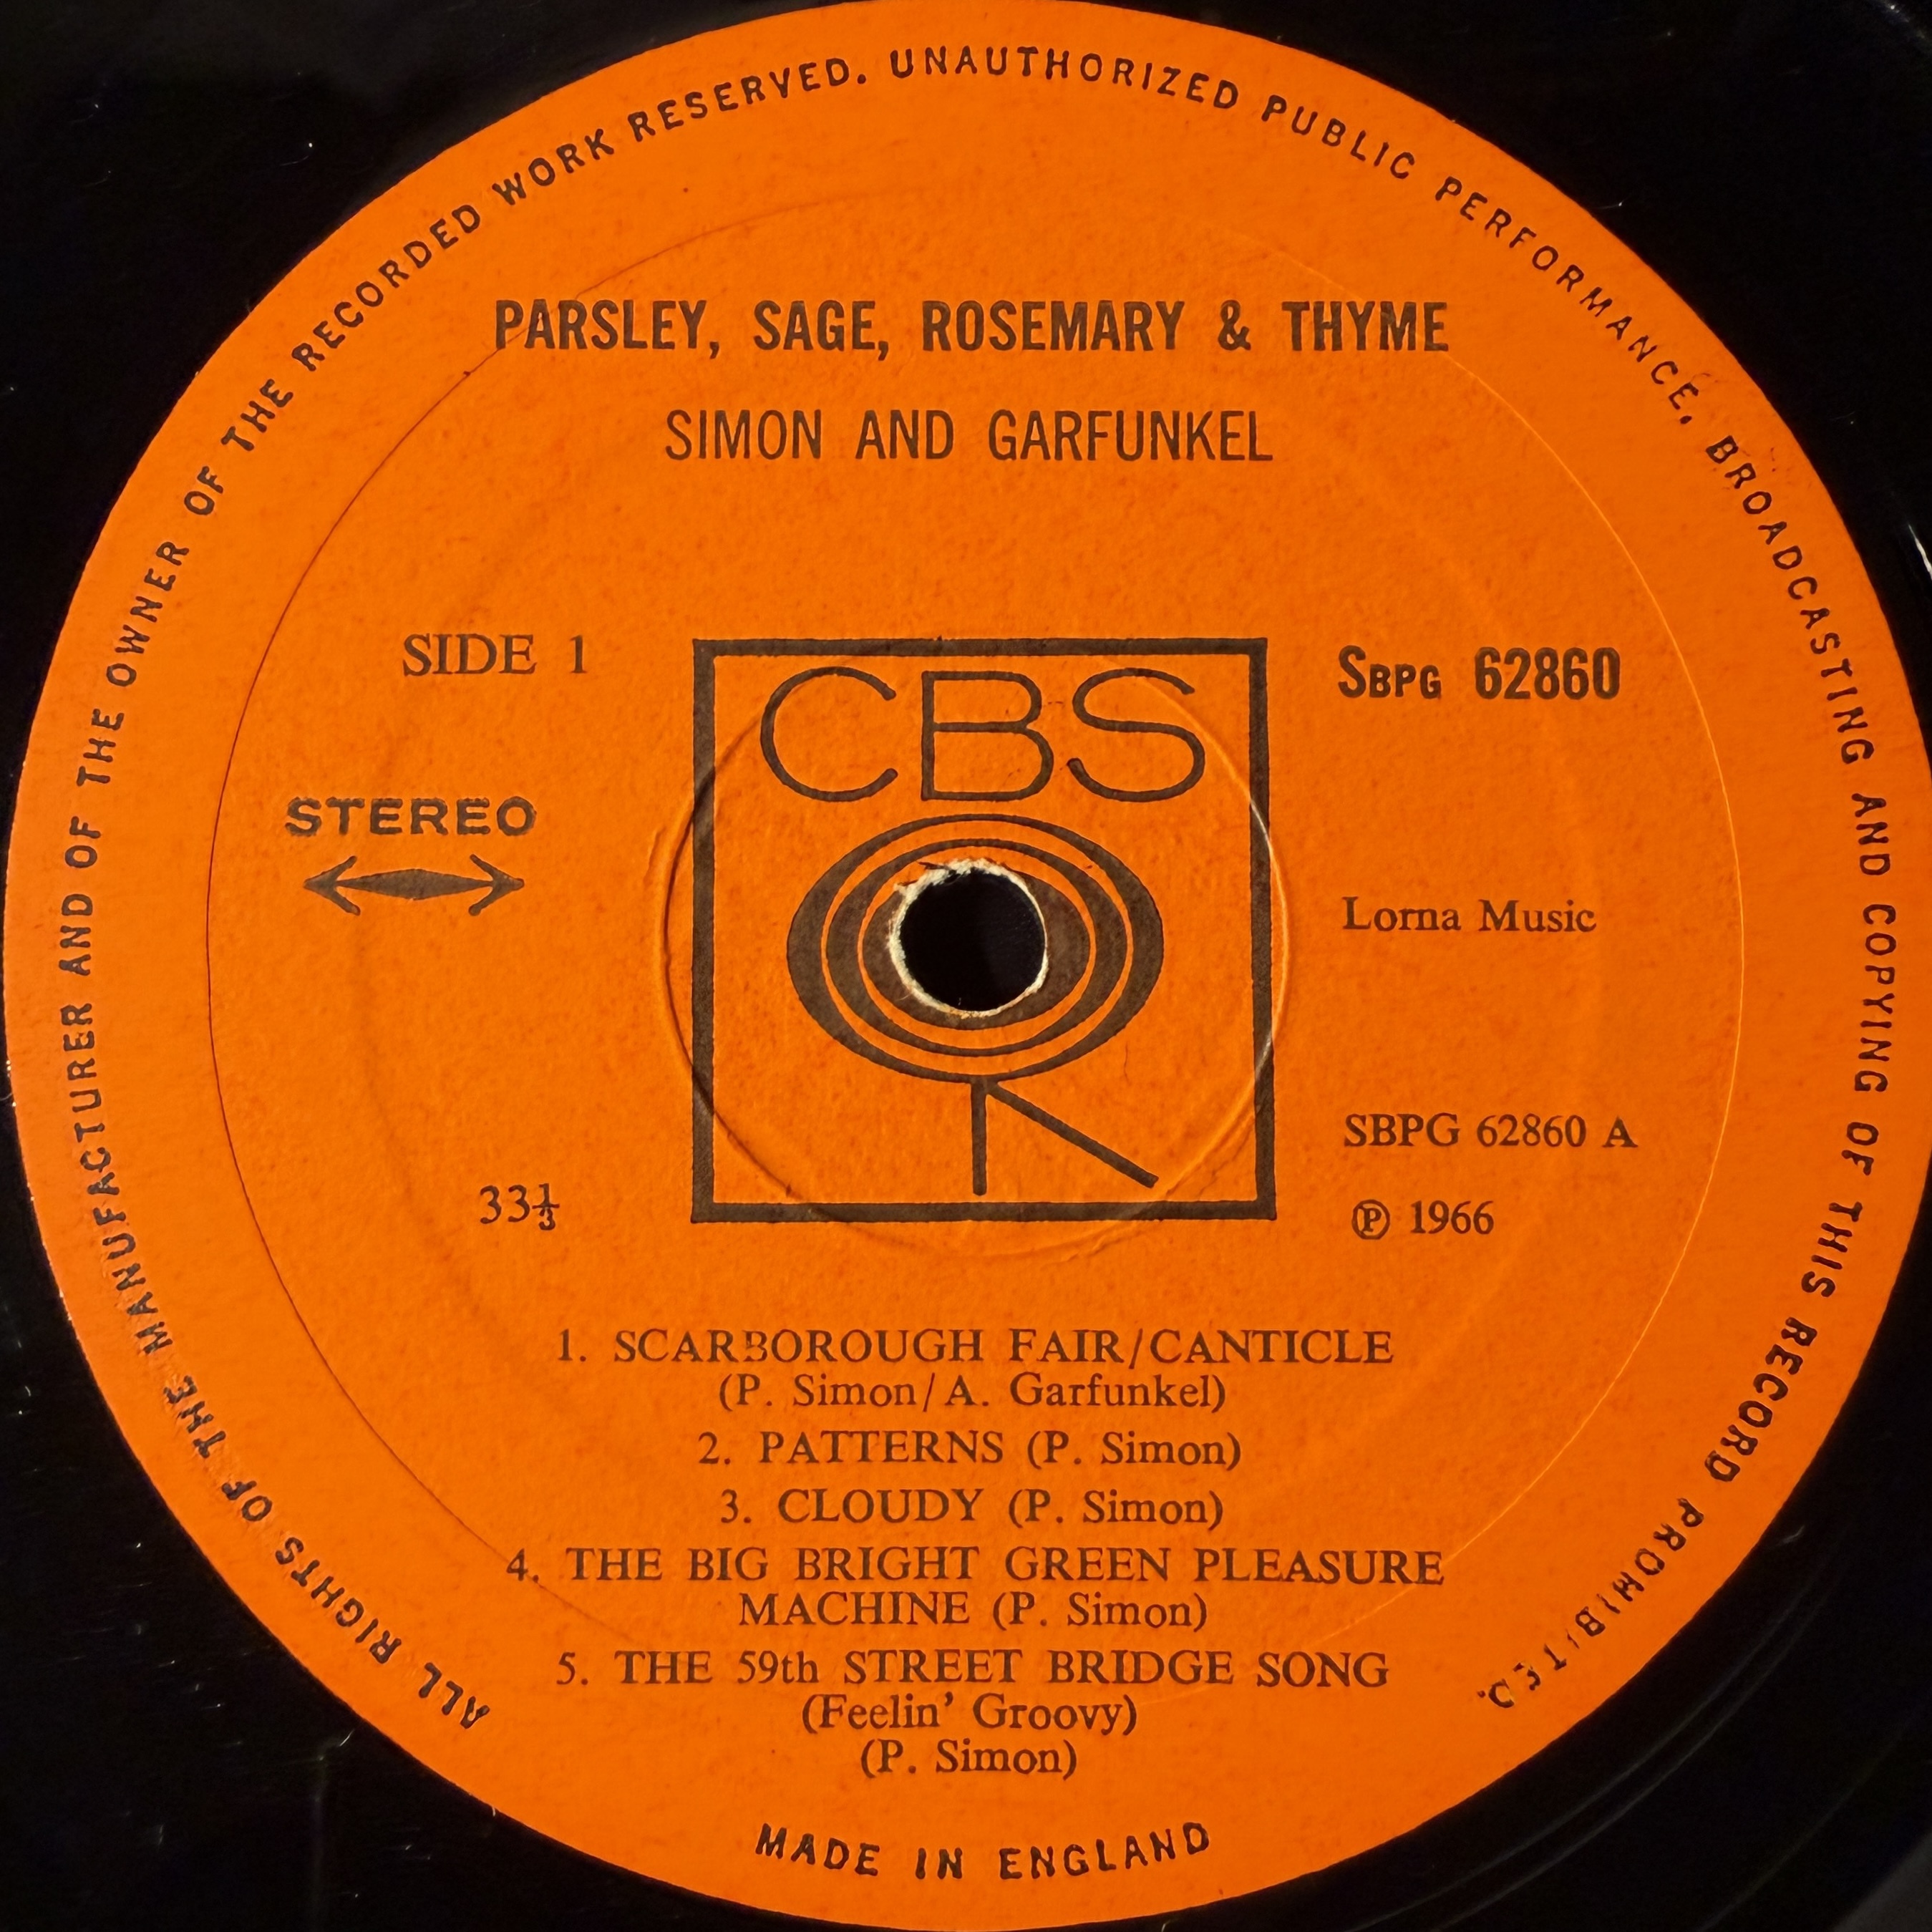 ALL RIGHTS OF THE MANUFACTURER AND OF THE OWNER OF THE RECORDED WORK RESERVED. UNAUTHORIZED PUBLIC PERFORMANCE, BROADCASTING AND COPYING OF THIS RECORD PROHIBITED.
PARSLEY, SAGE, ROSEMARY & THYME
SIMON AND GARFUNKEL
SIDE 1
CBS
SBPG 62860
STEREO
Lorna Music
SBPG 62860 A
33⅓
Ⓟ 1966
1. SCARBOROUGH FAIR/CANTICLE
(P. Simon/A. Garfunkel)
2. PATTERNS (P. Simon)
3. CLOUDY (P. Simon)
4. THE BIG BRIGHT GREEN PLEASURE
MACHINE (P. Simon)
5. THE 59th STREET BRIDGE SONG
(Feelin' Groovy)
(P. Simon)
MADE IN ENGLAND